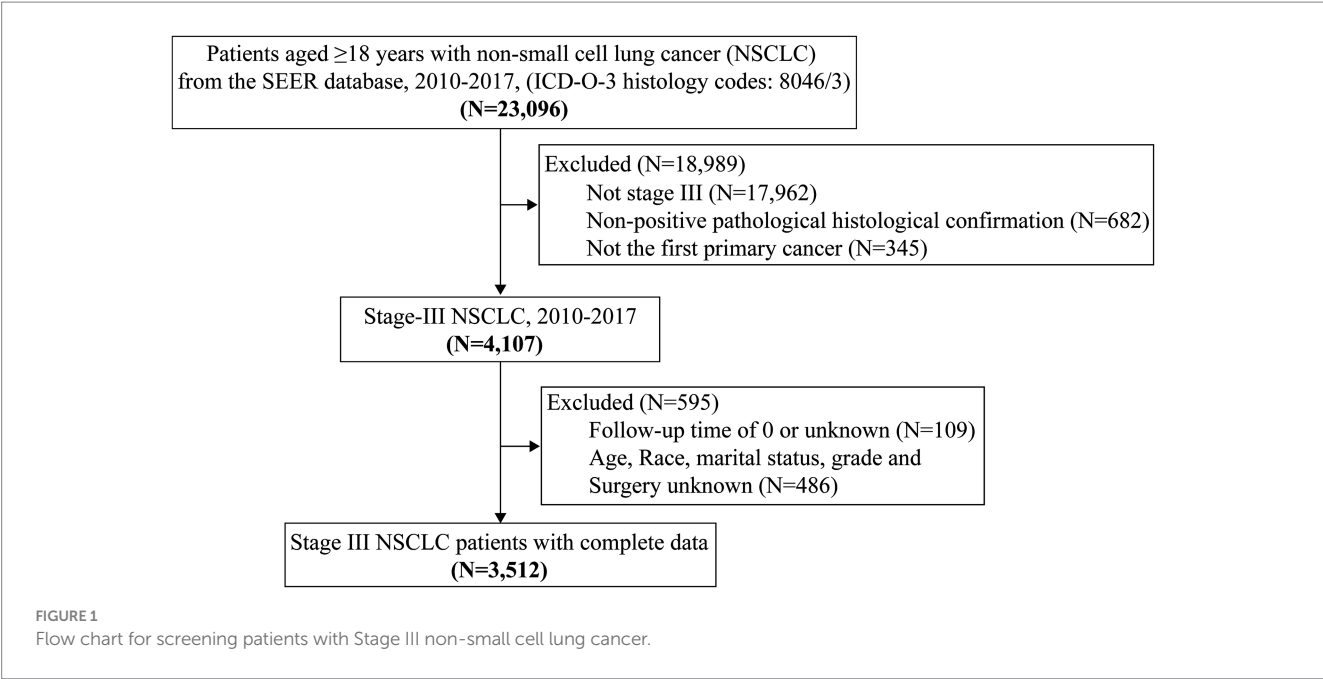 Patients aged ≥18 years with non-small cell lung cancer (NSCLC)
from the SEER database, 2010-2017, (ICD-O-3 histology codes: 8046/3)
(N=23,096)
Excluded (N=18,989)
Not stage III (N=17,962)
Non-positive pathological histological confirmation (N=682)
Not the first primary cancer (N=345)
Stage-III NSCLC, 2010-2017
(N=4,107)
Excluded (N=595)
Follow-up time of 0 or unknown (N=109)
Age, Race, marital status, grade and
Surgery unknown (N=486)
Stage III NSCLC patients with complete data
(N=3,512)
FIGURE 1
Flow chart for screening patients with Stage III non-small cell lung cancer.